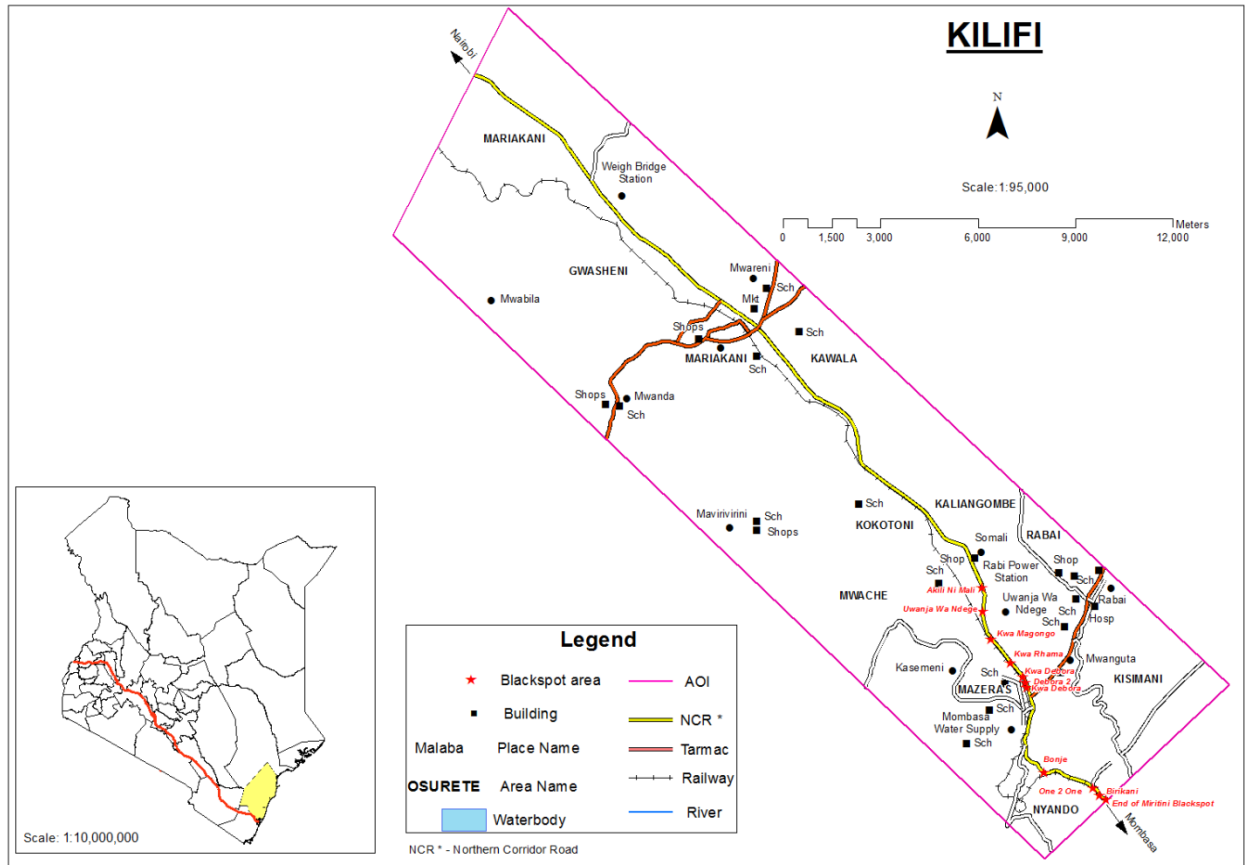 KILIFI
N
Scale:1:95,000
Meters
0 1,500 3,000 6,000 9,000 12,000
Nairobi
MARIAKANI
Weigh Bridge
Station
GWASHENI
Mwabila
Mwareni
Sch
Mkt
Shops
Sch
MARIAKANI
KAWALA
Sch
Mwanda
Shops
Sch
Sch
KALIANGOMBE
KOKOTONI
Mavirivirini
Sch
Shops
RABAI
Somali
Shop
Rabi Power
Station
Shop
Sch
Sch
Akili Ni Mali
MWACHE
Uwanja Wa Ndege
Uwanja Wa
Ndege
Rabai
Sch
Hosp
Sch
Kwa Magongo
Kwa Rhama
Mwanguta
Kasemeni
Sch
Kwa Debora
Debora 2
Kwa Debora
KISIMANI
MAZERAS
Sch
Mombasa
Water Supply
Sch
Bonje
One 2 One
Birikani
End of Miritini Blackspot
NYANDO
Mombasa
Scale: 1:10,000,000
Legend
Blackspot area
AOI
Building
NCR *
Malaba Place Name
Tarmac
OSURETE Area Name
Railway
Waterbody
River
NCR * - Northern Corridor Road